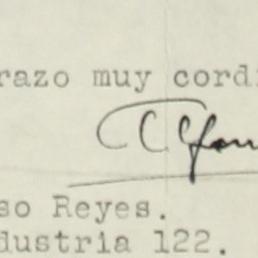 razo muy cordi
so Reyes.
dustria 122.